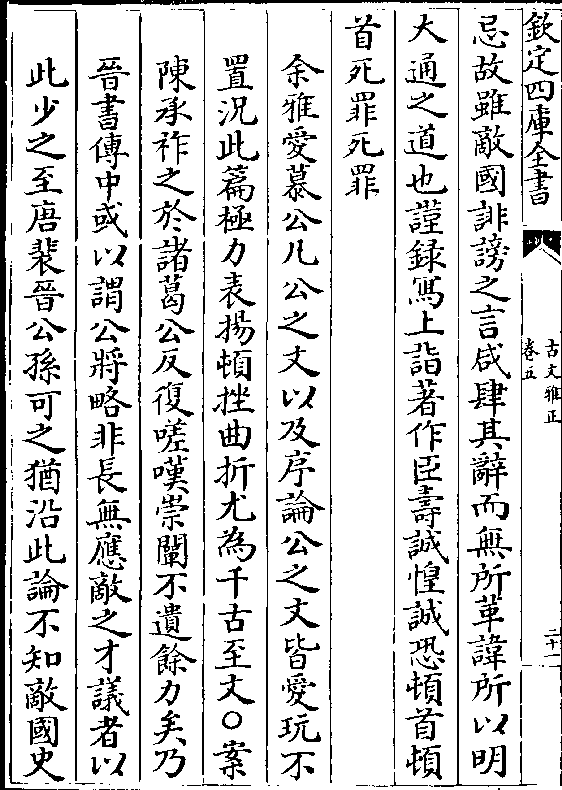 欽定四庫全書
古文雅正
卷五
二十一
忌故雖敵國誹謗之言咸肆其辭而無所革諱所以明
大通之道也謹録寫上詣著作臣壽誠惶誠恐頓首頓
首死罪死罪
余雅愛慕公凡公之文以及序論公之文皆愛玩不
置況此篇極力表揚頓挫曲折尤為千古至文○案
陳承祚之於諸葛公反復嗟嘆崇闡不遺餘力矣乃
晉書傳中或以謂公將略非長無應敵之才議者以
此少之至唐裴晉公孫可之猶沿此論不知敵國史